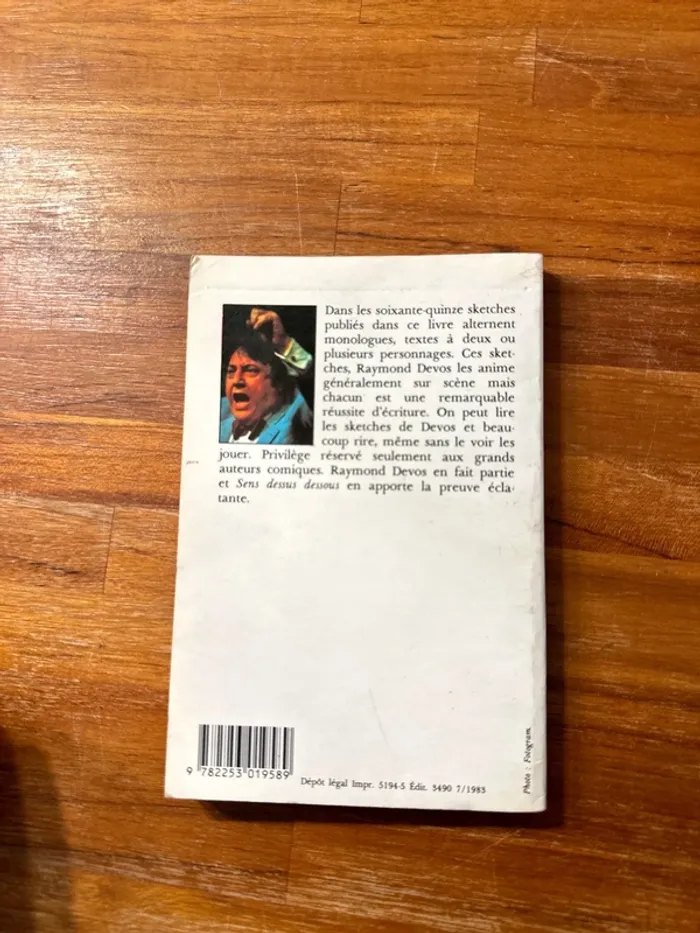 Dans les soixante-quinze sketches
publiés dans ce livre alternent
monologues, textes à deux ou
plusieurs personnages. Ces sket-
ches, Raymond Devos les anime
généralement sur scène mais
chacun est une remarquable
réussite d'écriture. On peut lire
les sketches de Devos et beau-
coup rire, même sans le voir les
jouer. Privilège réservé seulement aux grands
auteurs comiques. Raymond Devos en fait partie
et Sens dessus dessous en apporte la preuve écla-
tante.
9 782253 019589
Dépôt légal Impr. 5194-5 Édit. 3490 7/1983
Photo : Fotogram.